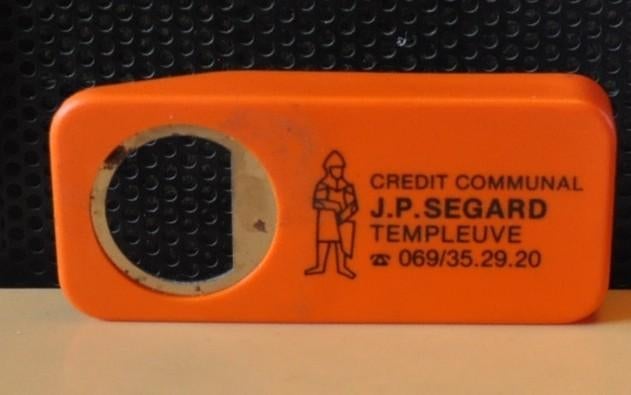 CREDIT COMMUNAL
J.P.SEGARD
TEMPLEUVE
☎ 069/35.29.20